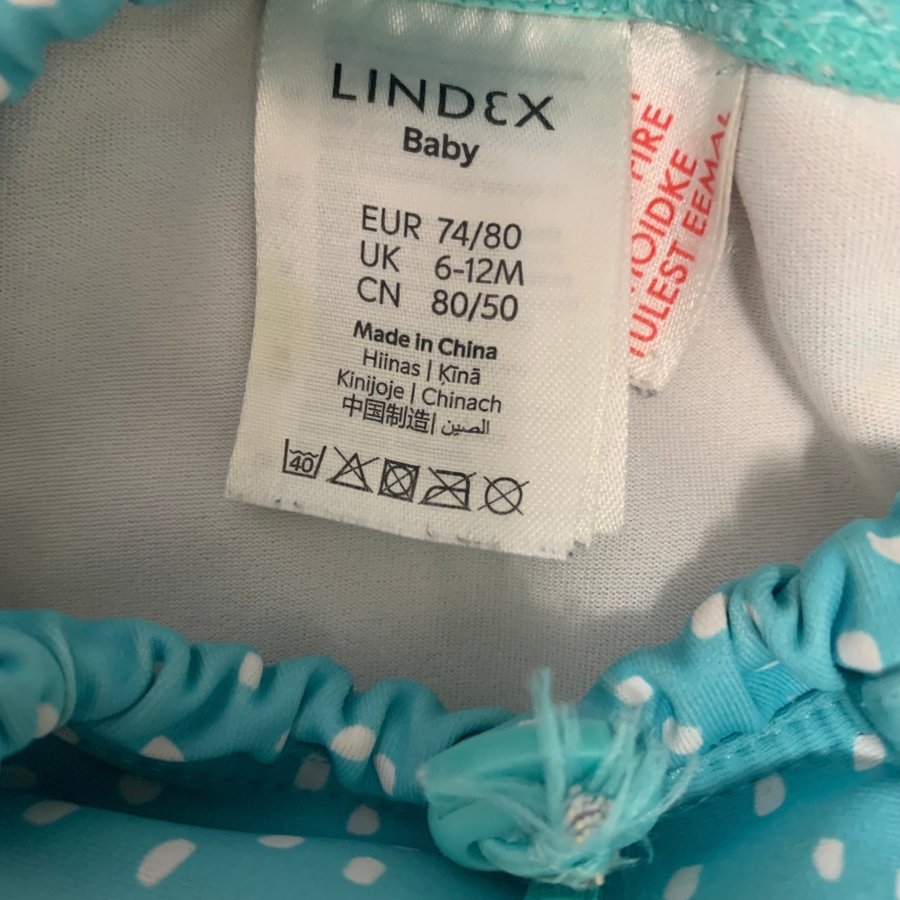 LINDEX
Baby
EUR 74/80
UK 6-12M
CN 80/50
Made in China
Hiinas | Ķīnā
Kinijoje | Chinach
中国制造| الصين
40
FIRE
HOIDKE
TULEST EEMAL